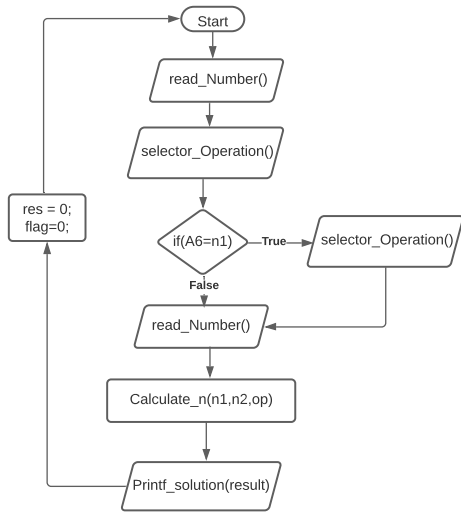 Start
read_Number()
selector_Operation()
res = 0;
flag=0;
if(A6=n1)
True
selector_Operation()
False
read_Number()
Calculate_n(n1,n2,op)
Printf_solution(result)